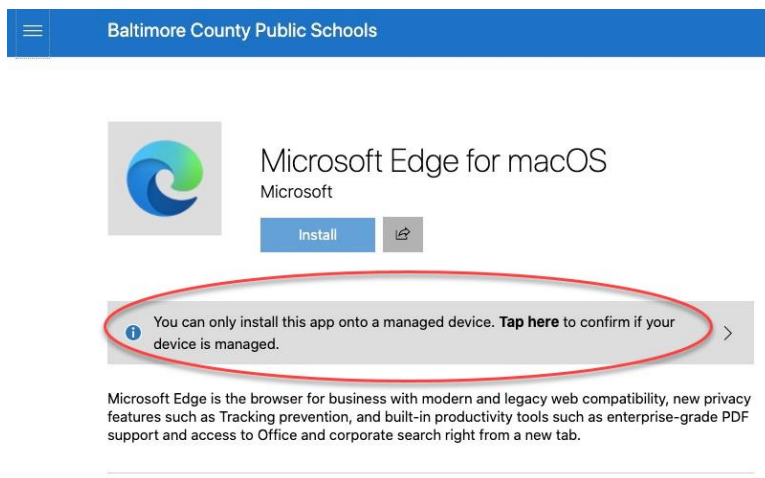 Baltimore County Public Schools
Microsoft Edge for macOS
Microsoft
Install
You can only install this app onto a managed device. Tap here to confirm if your
device is managed.
Microsoft Edge is the browser for business with modern and legacy web compatibility, new privacy
features such as Tracking prevention, and built-in productivity tools such as enterprise-grade PDF
support and access to Office and corporate search right from a new tab.